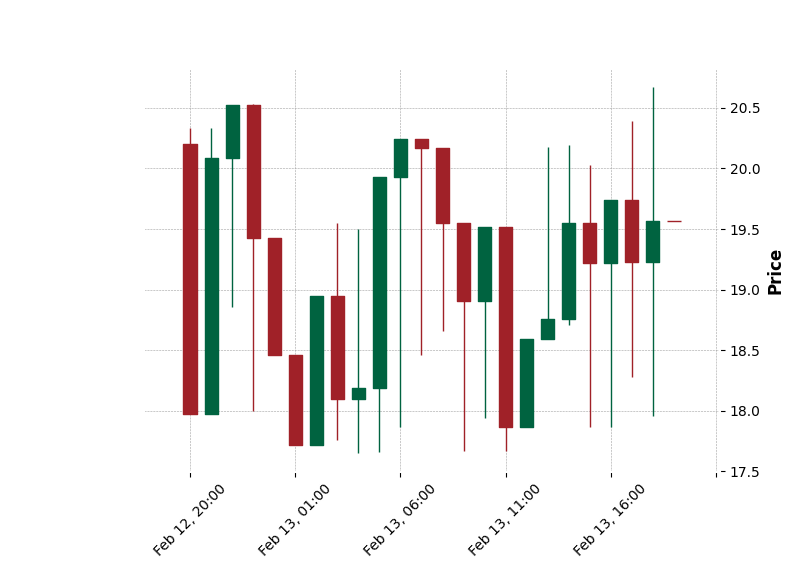 20.5
20.0
19.5
19.0
18.5
18.0
17.5
Price
Feb 12, 20:00
Feb 13, 01:00
Feb 13, 06:00
Feb 13, 11:00
Feb 13, 16:00